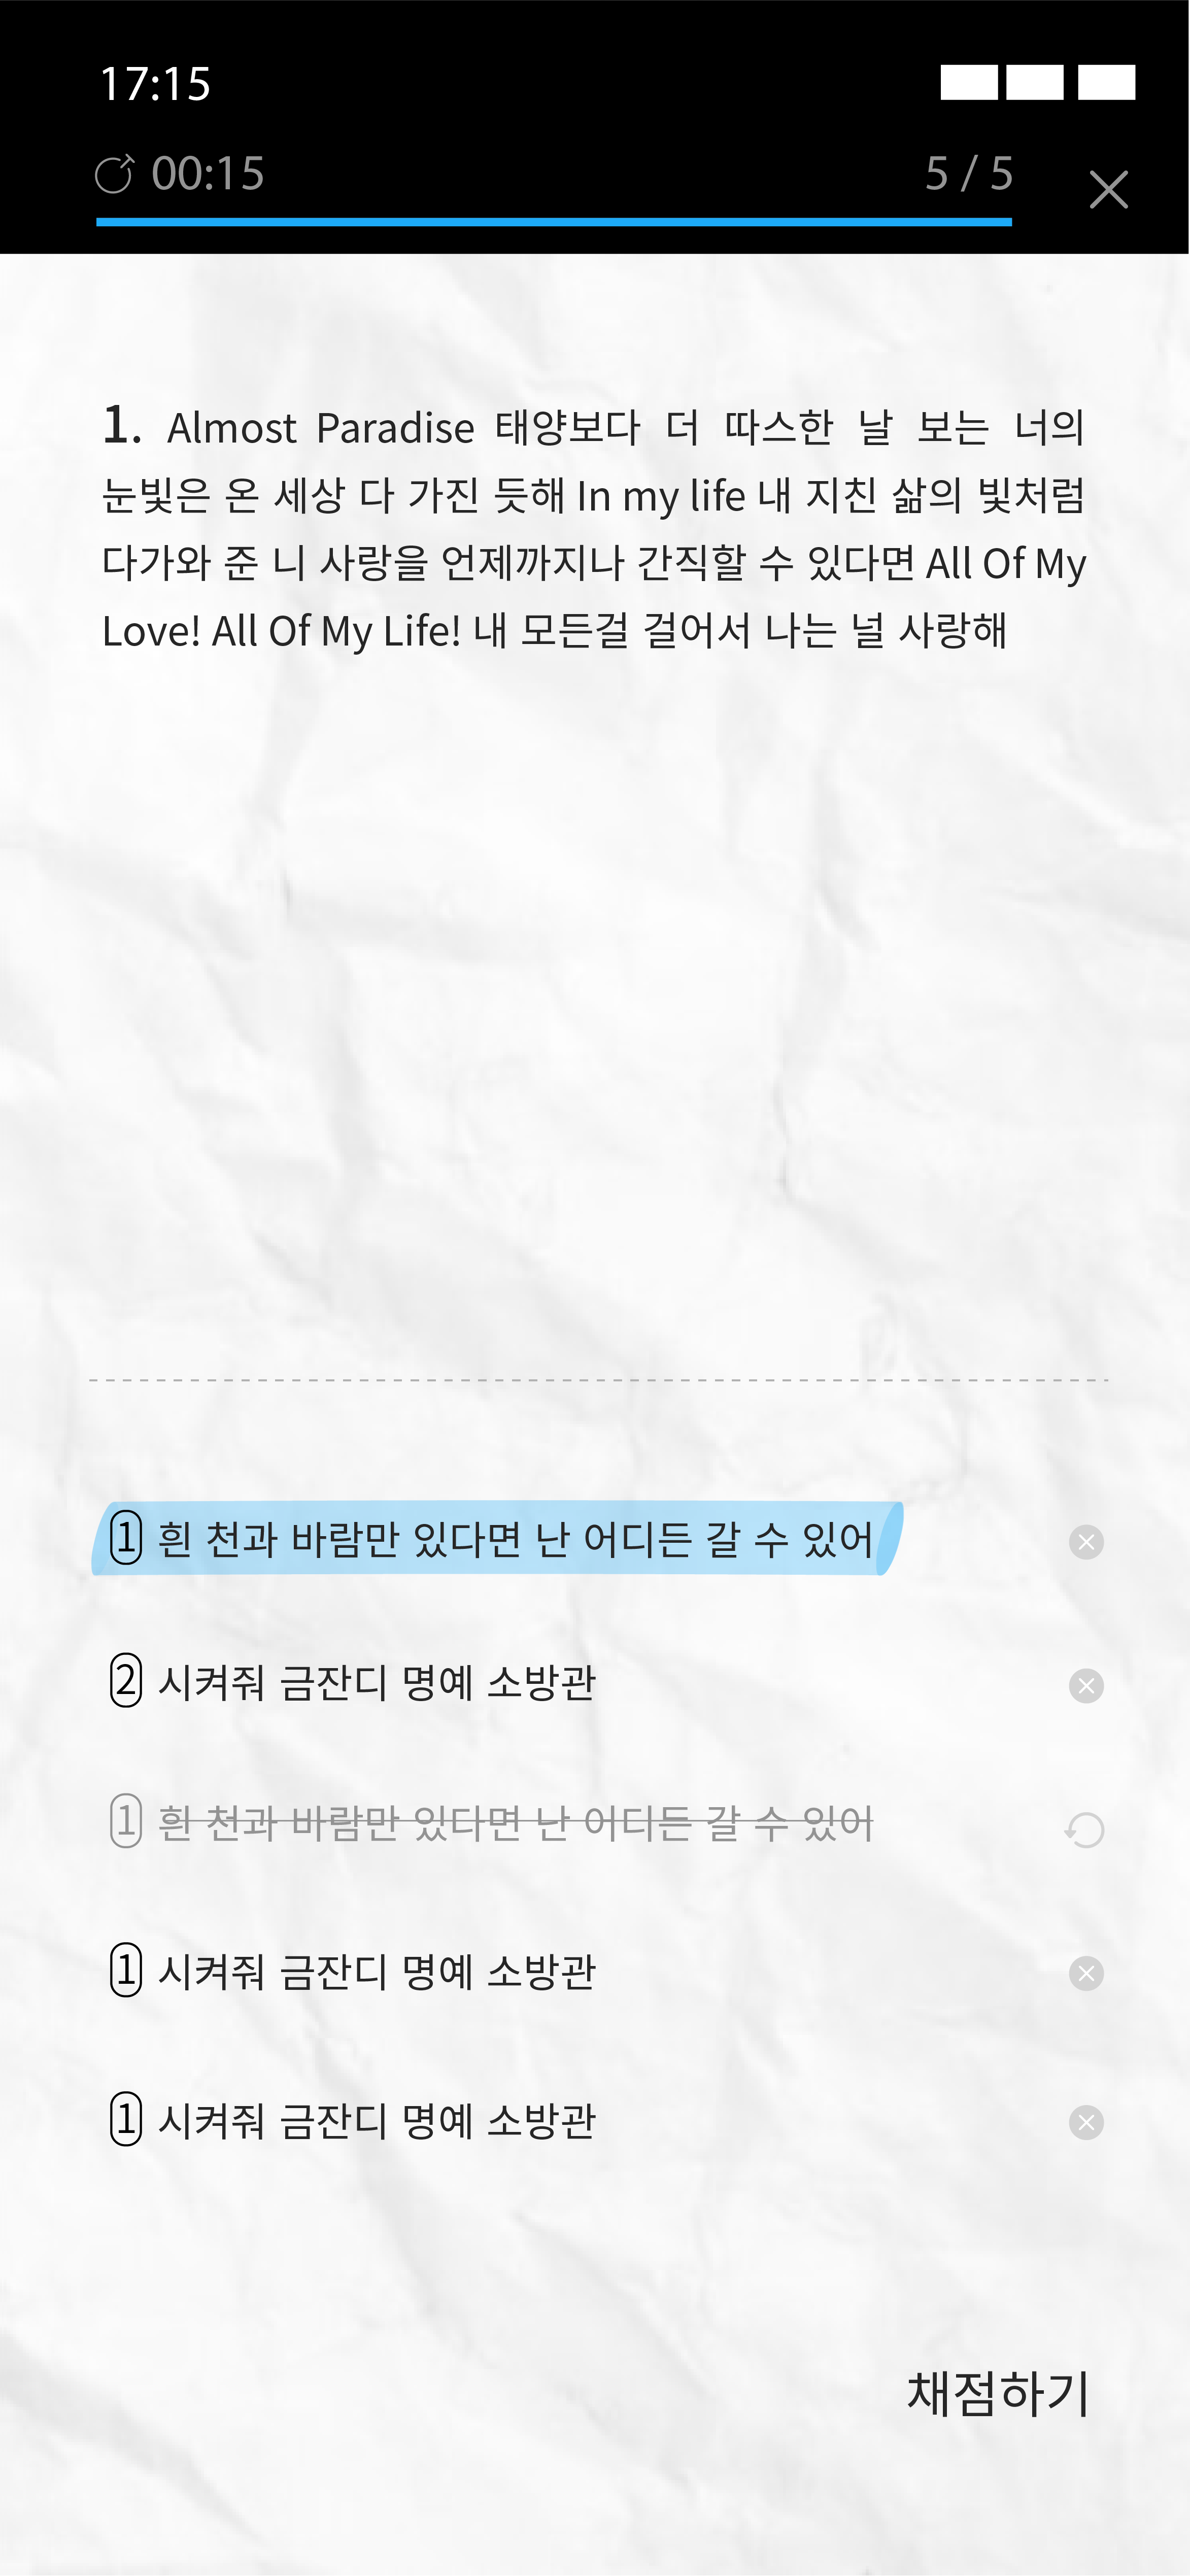 17:15
00:15
5 / 5
1. Almost Paradise 태양보다 더 따스한 날 보는 너의
눈빛은 온 세상 다 가진 듯해 In my life 내 지친 삶의 빛처럼
다가와 준 니 사랑을 언제까지나 간직할 수 있다면 All Of My
Love! All Of My Life! 내 모든걸 걸어서 나는 널 사랑해
1 흰 천과 바람만 있다면 난 어디든 갈 수 있어
2 시켜줘 금잔디 명예 소방관
1 흰 천과 바람만 있다면 난 어디든 갈 수 있어
1 시켜줘 금잔디 명예 소방관
1 시켜줘 금잔디 명예 소방관
채점하기